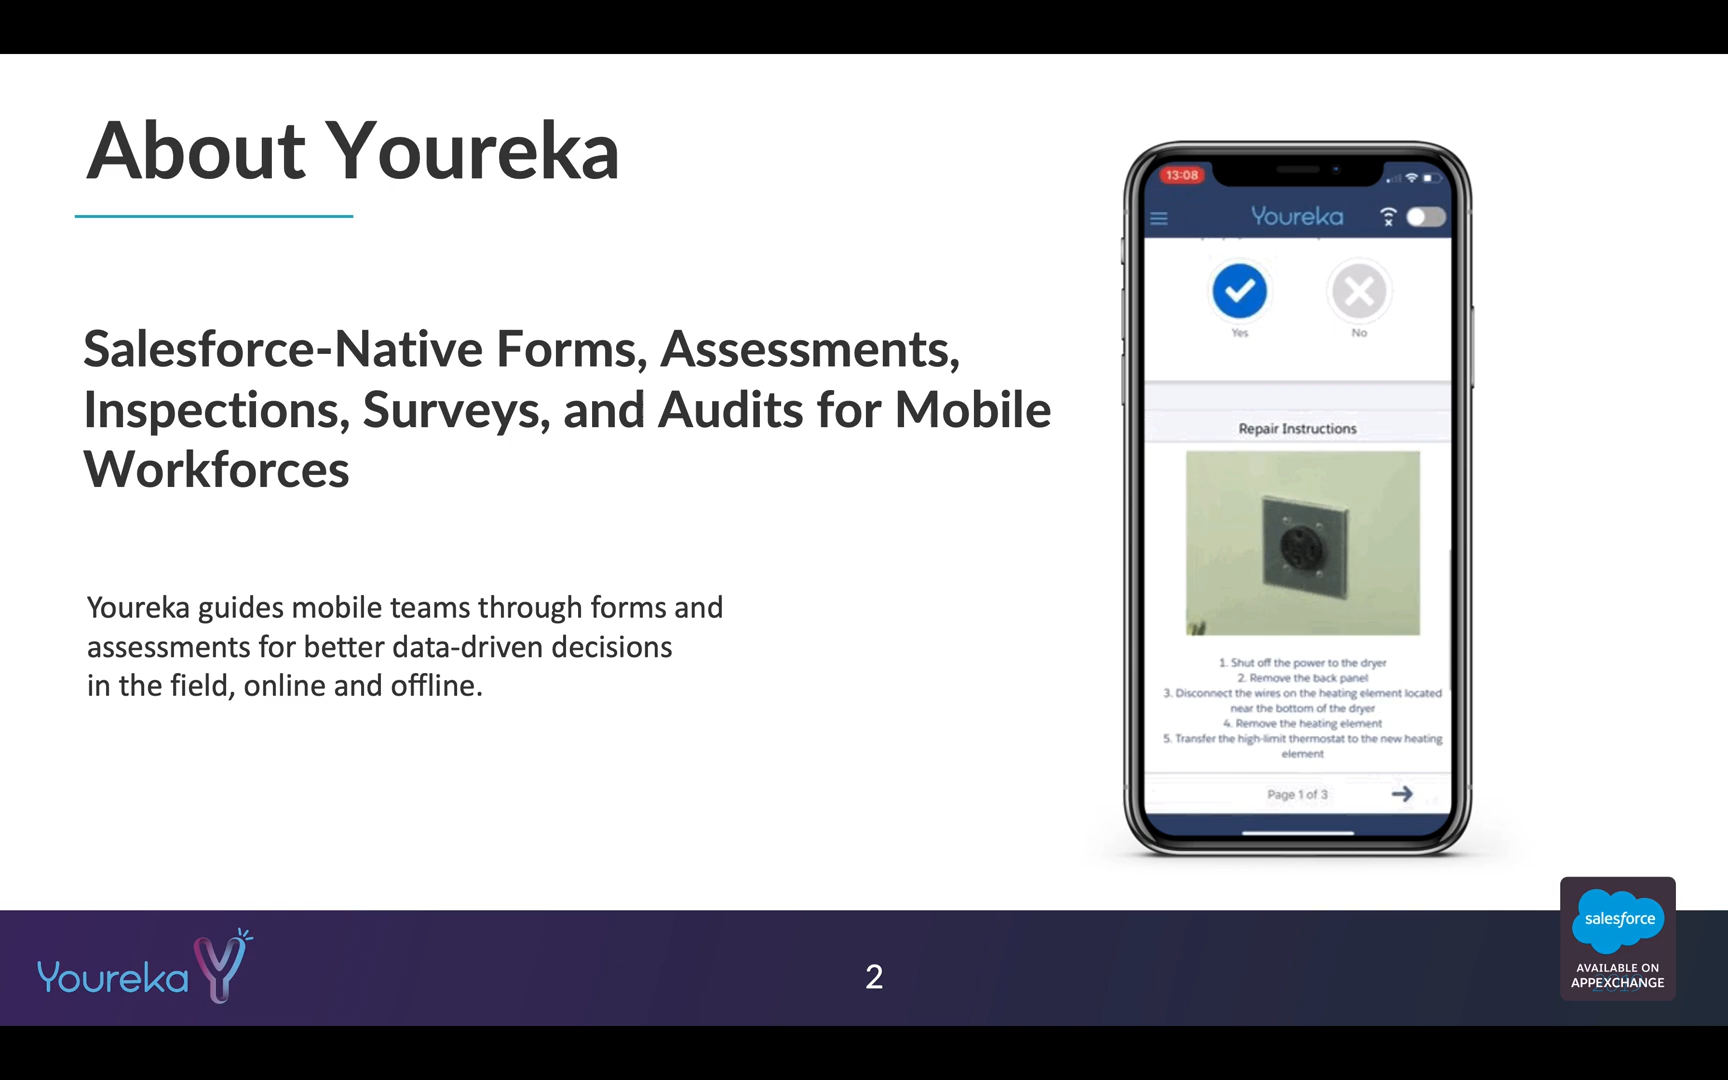 About Youreka
Salesforce-Native Forms, Assessments,
Inspections, Surveys, and Audits for Mobile
Workforces
Youreka guides mobile teams through forms and
assessments for better data-driven decisions
in the field, online and offline.
13:08
Youreka
Yes
No
Repair Instructions
1. Shut off the power to the dryer
2. Remove the back panel
3. Disconnect the wires on the heating element located
near the bottom of the dryer
4. Remove the heating element
5. Transfer the high-limit thermostat to the new heating
element
Page 1 of 3
Youreka
2
salesforce
AVAILABLE ON
APPEXCHANGE